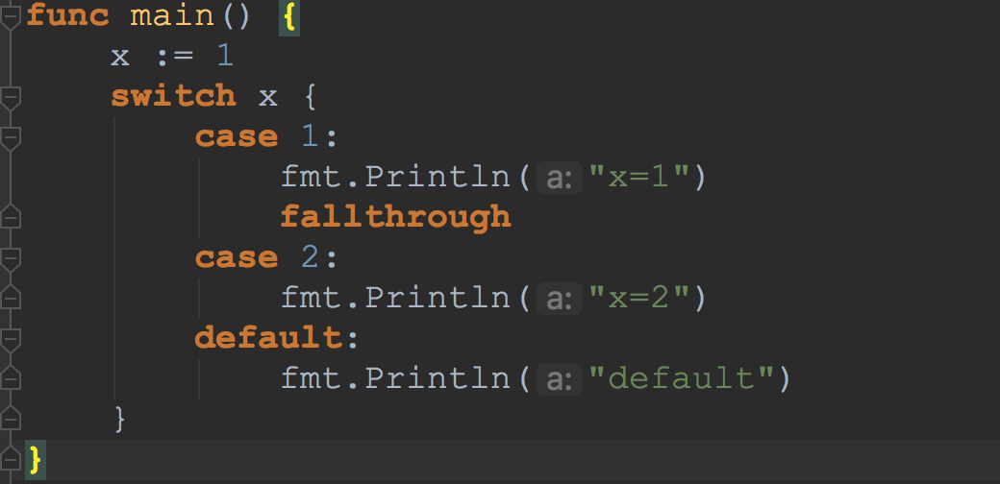 func main() {
    x := 1
    switch x {
        case 1:
            fmt.Println( a: "x=1")
            fallthrough
        case 2:
            fmt.Println( a: "x=2")
        default:
            fmt.Println( a: "default")
    }
}